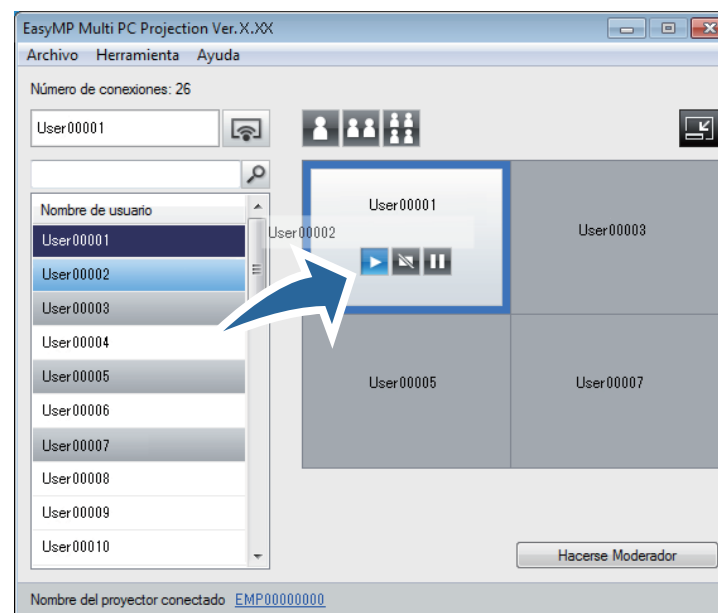 EasyMP Multi PC Projection Ver.X.XX
Archivo Herramienta Ayuda
Número de conexiones: 26
User00001
Nombre de usuario
User00001
User00002
User00003
User00004
User00005
User00006
User00007
User00008
User00009
User00010
User00001
User00002
User00003
User00005
User00007
Hacerse Moderador
Nombre del proyector conectado EMP00000000